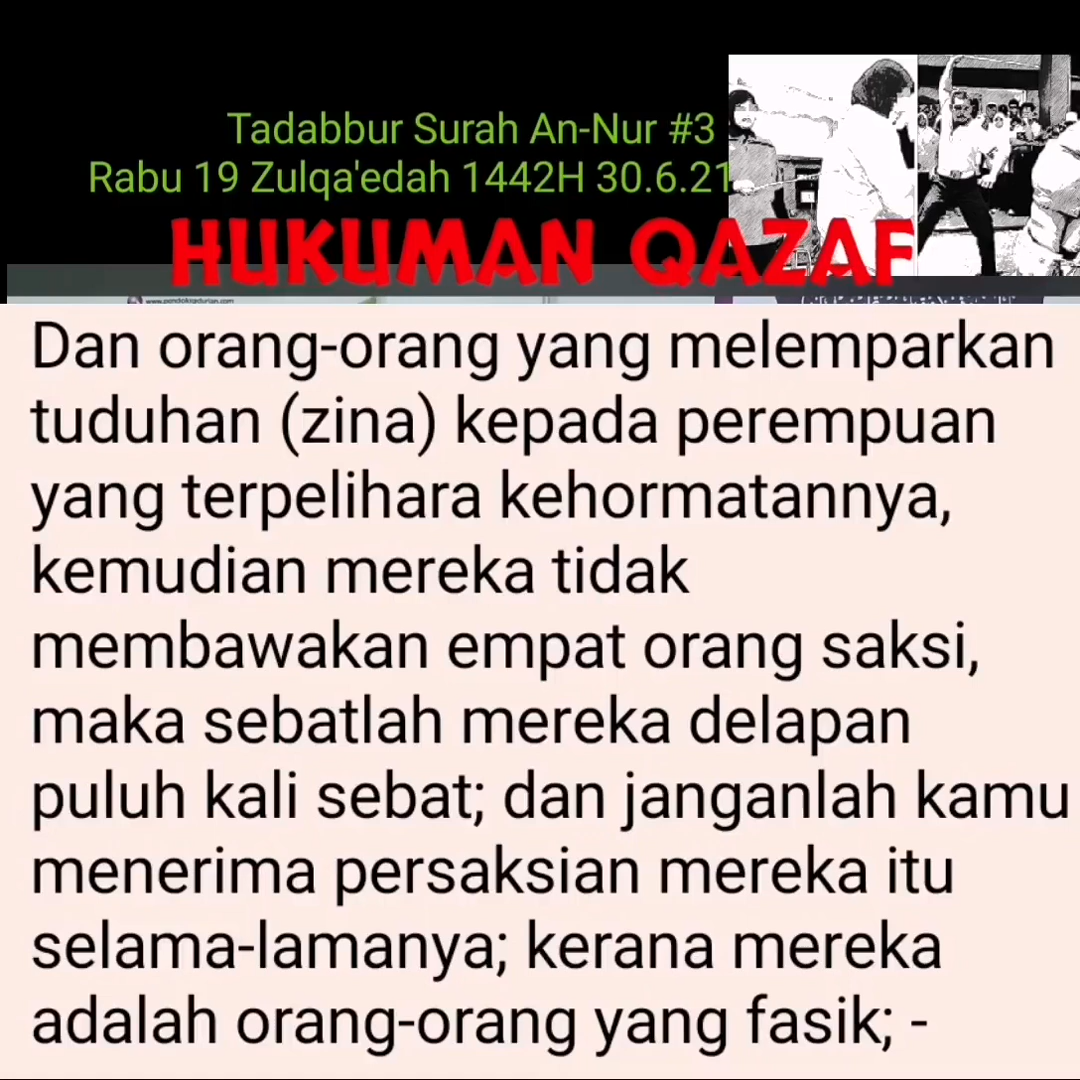 Tadabbur Surah An-Nur #3
Rabu 19 Zulqa'edah 1442H 30.6.21
HUKUMAN QAZAF
www.pondokgedurian.com
Dan orang-orang yang melemparkan
tuduhan (zina) kepada perempuan
yang terpelihara kehormatannya,
kemudian mereka tidak
membawakan empat orang saksi,
maka sebatlah mereka delapan
puluh kali sebat; dan janganlah kamu
menerima persaksian mereka itu
selama-lamanya; kerana mereka
adalah orang-orang yang fasik; -